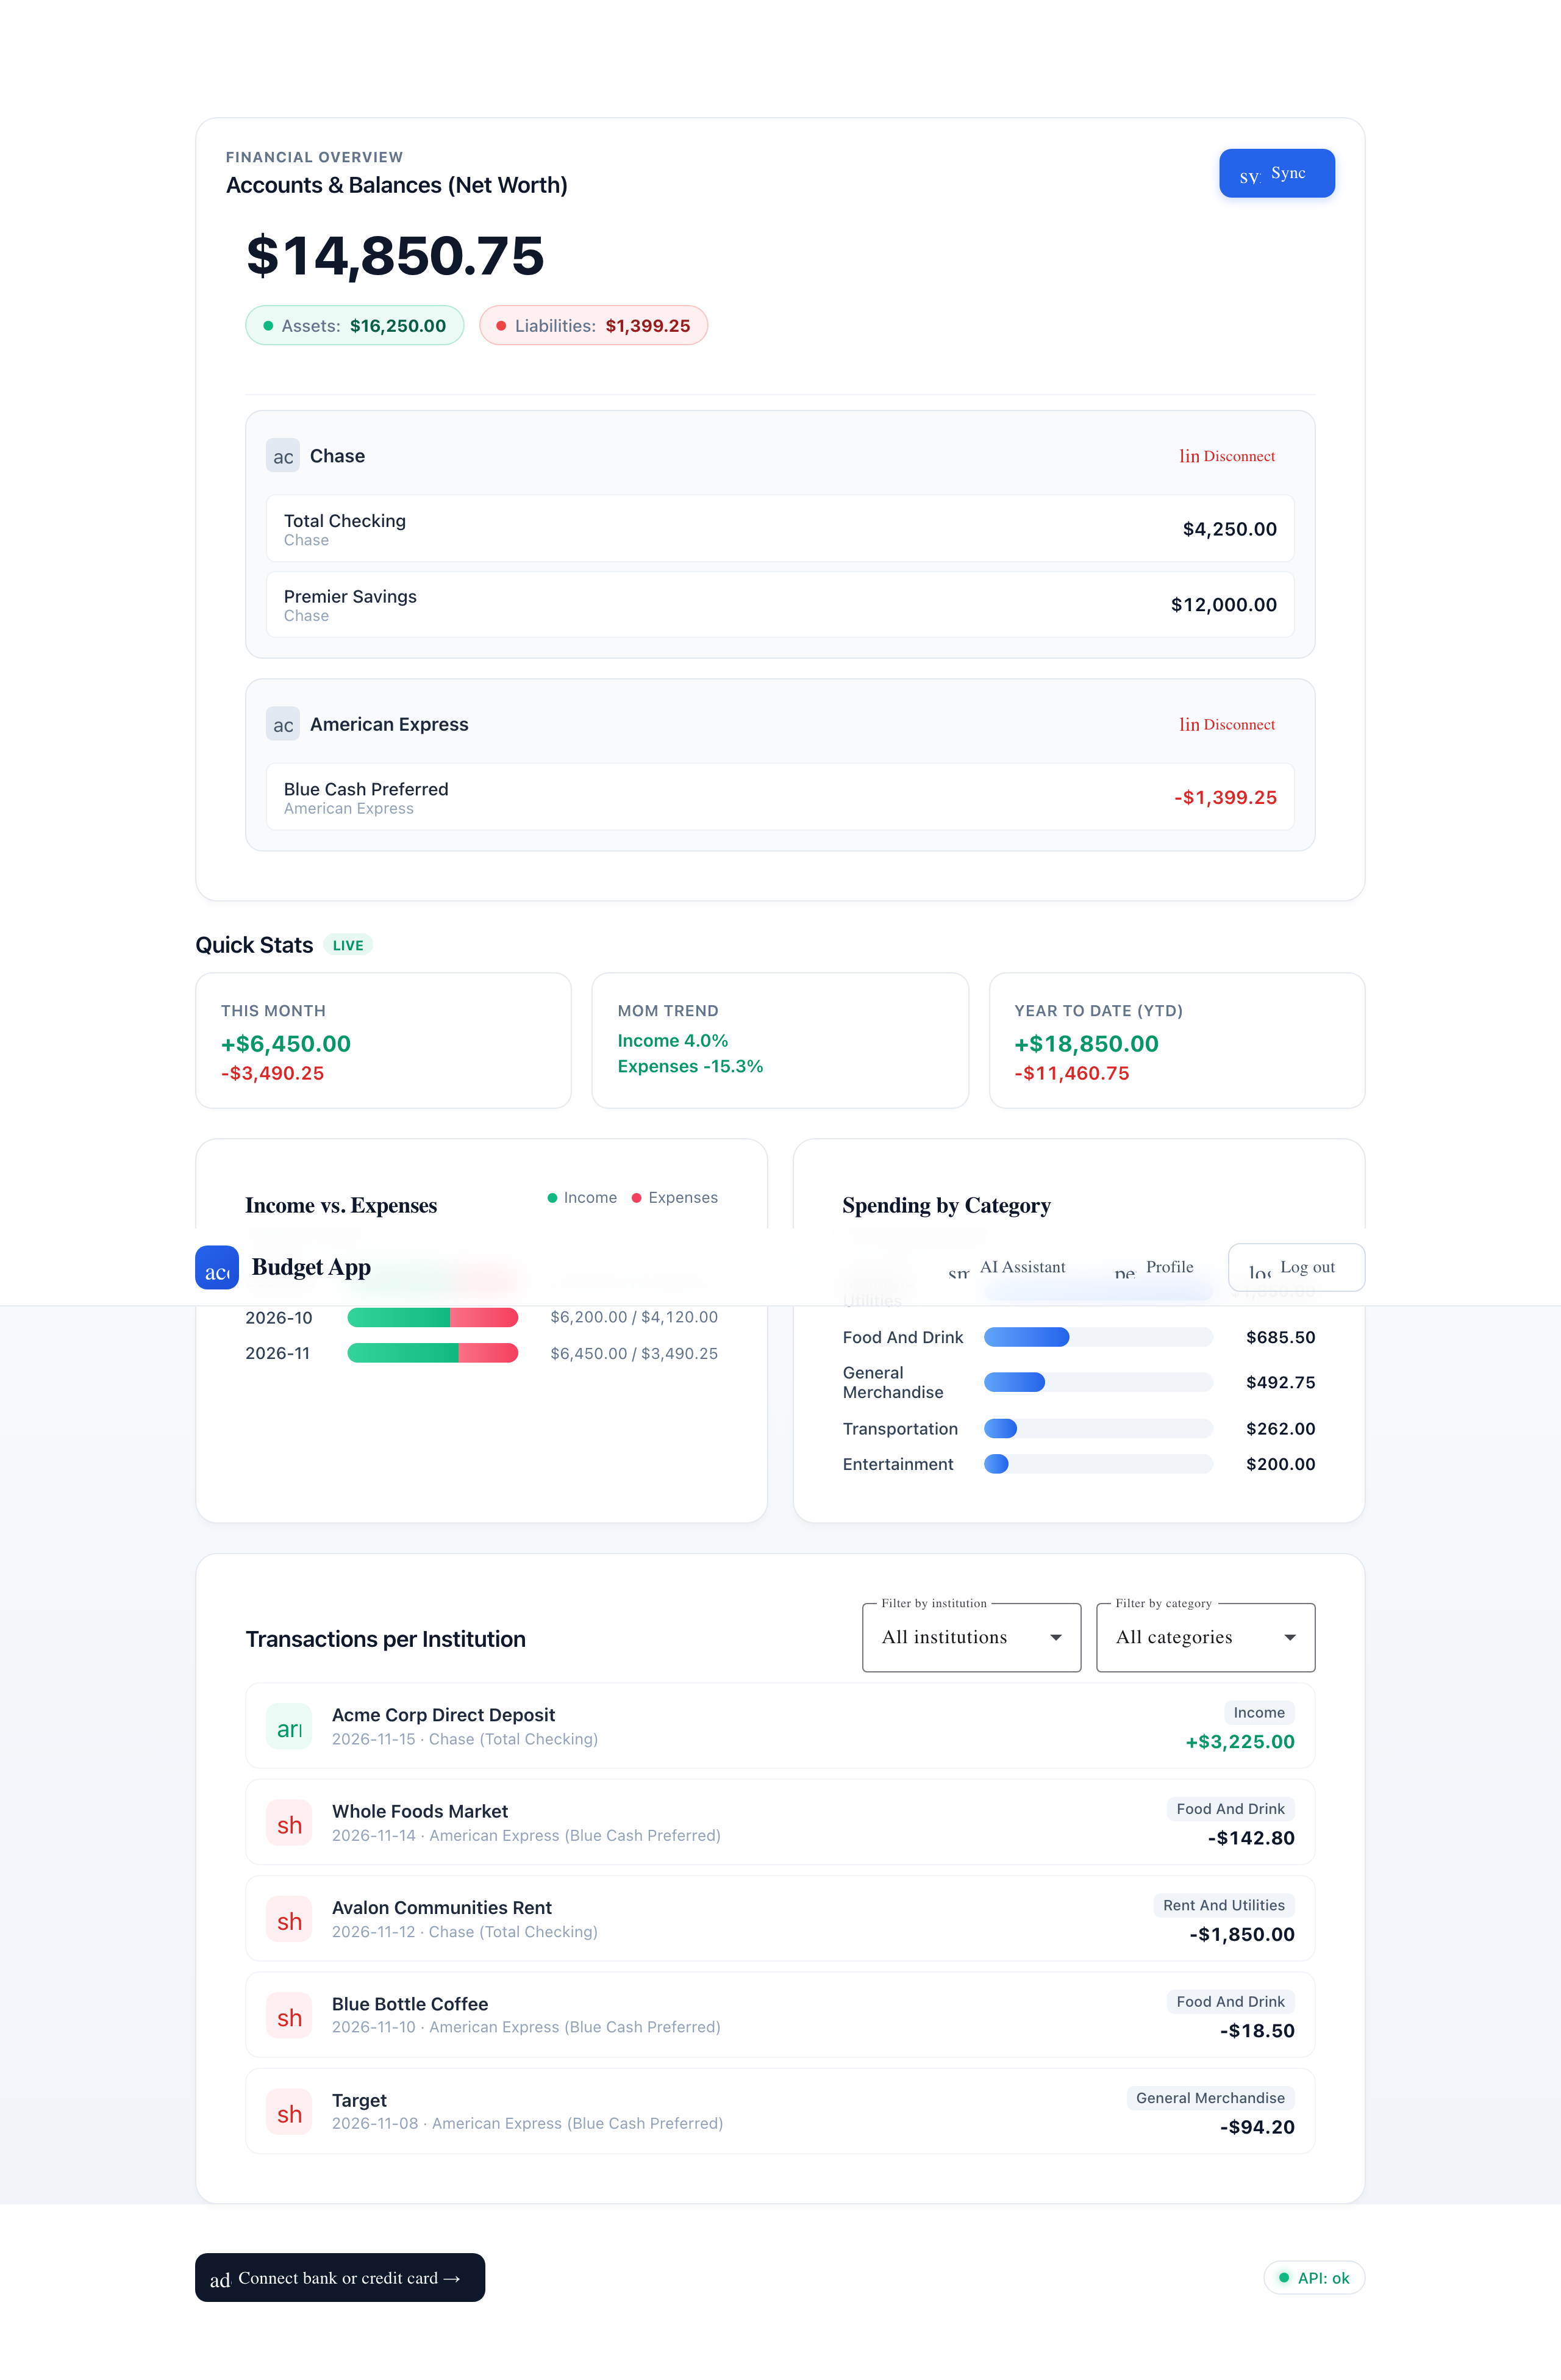 FINANCIAL OVERVIEW
Accounts & Balances (Net Worth)
Sync
$14,850.75
Assets: $16,250.00
Liabilities: $1,399.25
ac Chase
lin Disconnect
Total Checking
Chase
$4,250.00
Premier Savings
Chase
$12,000.00
ac American Express
lin Disconnect
Blue Cash Preferred
American Express
-$1,399.25
Quick Stats LIVE
THIS MONTH
+$6,450.00
-$3,490.25
MOM TREND
Income 4.0%
Expenses -15.3%
YEAR TO DATE (YTD)
+$18,850.00
-$11,460.75
Income vs. Expenses
Income Expenses
Spending by Category
Budget App
AI Assistant
Profile
Log out
Utilities
2026-10 $6,200.00 / $4,120.00
2026-11 $6,450.00 / $3,490.25
Food And Drink $685.50
General
Merchandise
$492.75
Transportation $262.00
Entertainment $200.00
Transactions per Institution
Filter by institution
All institutions
Filter by category
All categories
Acme Corp Direct Deposit
2026-11-15 · Chase (Total Checking)
Income
+$3,225.00
sh
Whole Foods Market
2026-11-14 · American Express (Blue Cash Preferred)
Food And Drink
-$142.80
sh
Avalon Communities Rent
2026-11-12 · Chase (Total Checking)
Rent And Utilities
-$1,850.00
sh
Blue Bottle Coffee
2026-11-10 · American Express (Blue Cash Preferred)
Food And Drink
-$18.50
sh
Target
2026-11-08 · American Express (Blue Cash Preferred)
General Merchandise
-$94.20
ad Connect bank or credit card →
API: ok